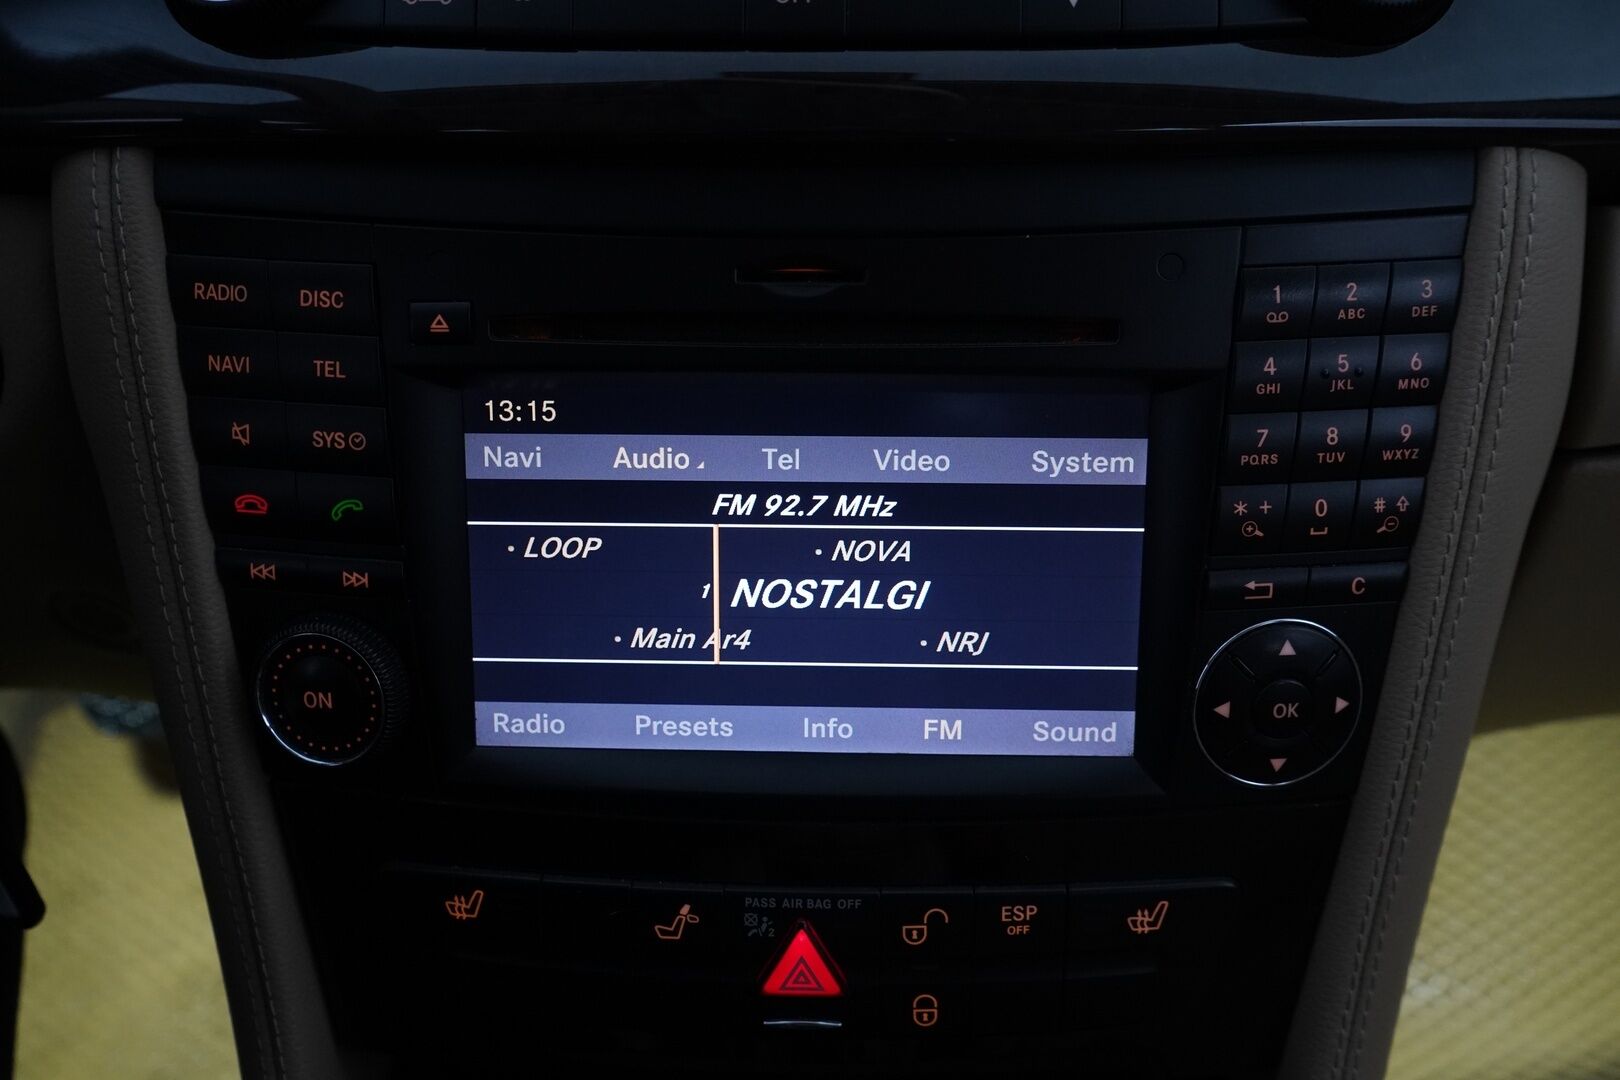 RADIO DISC
NAVI TEL
SYS
ON
13:15
Navi Audio Tel Video System
FM 92.7 MHz
LOOP NOVA
1 NOSTALGI
Main Ar4 NRJ
Radio Presets Info FM Sound
1 2 ABC 3 DEF
4 GHI 5 JKL 6 MNO
7 PQRS 8 TUV 9 WXYZ
* + 0 #
C
OK
PASS AIR BAG OFF
2
ESP
OFF